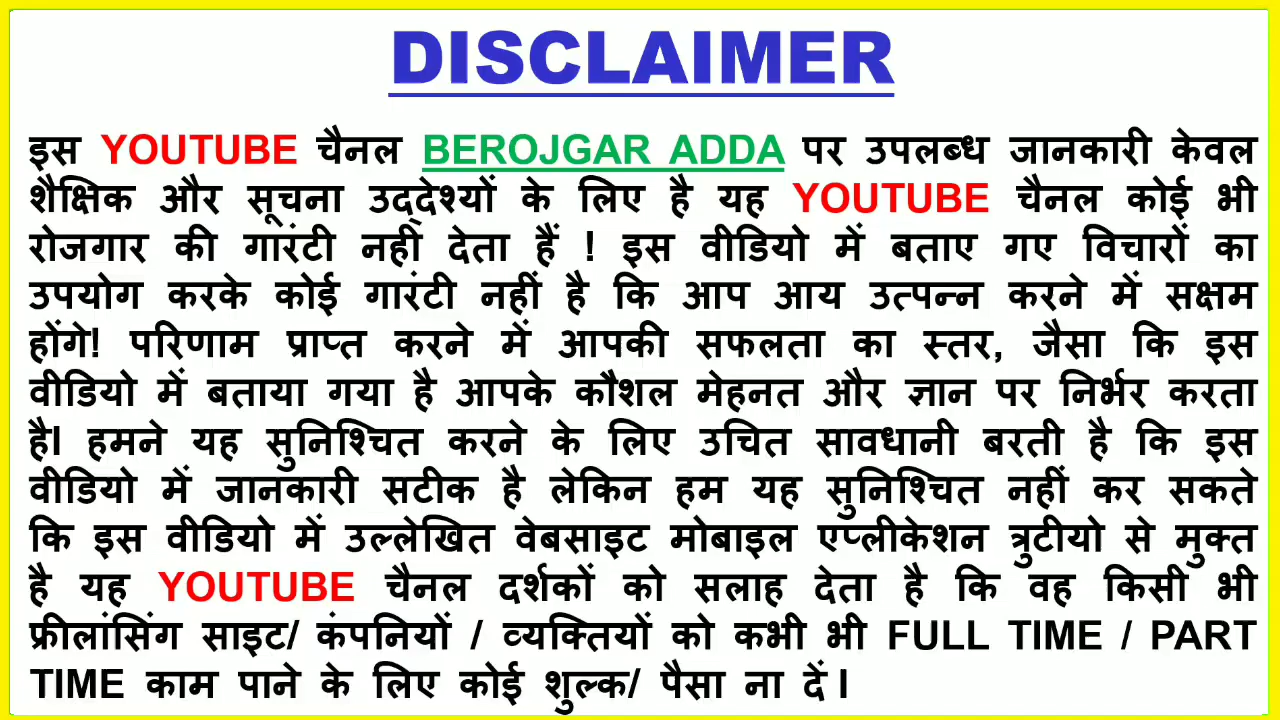 DISCLAIMER
इस YOUTUBE चैनल BEROJGAR ADDA पर उपलब्ध जानकारी केवल
शैक्षिक और सूचना उद्देश्यों के लिए है यह YOUTUBE चैनल कोई भी
रोजगार की गारंटी नहीं देता हैं ! इस वीडियो में बताए गए विचारों का
उपयोग करके कोई गारंटी नहीं है कि आप आय उत्पन्न करने में सक्षम
होंगे! परिणाम प्राप्त करने में आपकी सफलता का स्तर, जैसा कि इस
वीडियो में बताया गया है आपके कौशल मेहनत और ज्ञान पर निर्भर करता
है। हमने यह सुनिश्चित करने के लिए उचित सावधानी बरती है कि इस
वीडियो में जानकारी सटीक है लेकिन हम यह सुनिश्चित नहीं कर सकते
कि इस वीडियो में उल्लेखित वेबसाइट मोबाइल एप्लीकेशन त्रुटीयो से मुक्त
है यह YOUTUBE चैनल दर्शकों को सलाह देता है कि वह किसी भी
फ्रीलांसिंग साइट/ कंपनियों / व्यक्तियों को कभी भी FULL TIME / PART
TIME काम पाने के लिए कोई शुल्क/ पैसा ना दें ।